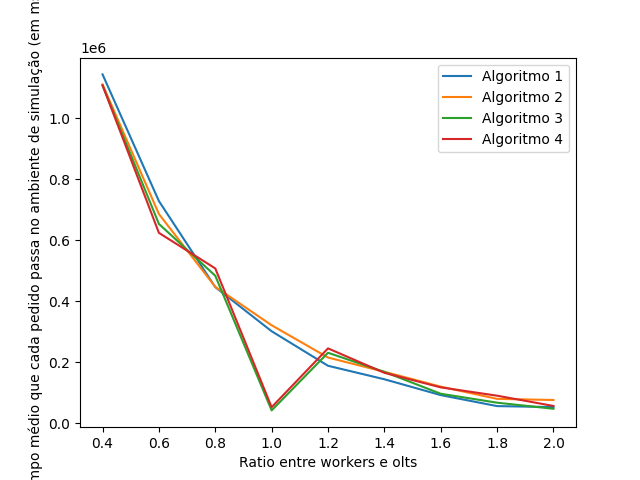 1e6
mpo médio que cada pedido passa no ambiente de simulação (em m
1.0
0.8
0.6
0.4
0.2
0.0
0.4 0.6 0.8 1.0 1.2 1.4 1.6 1.8 2.0
Ratio entre workers e olts
Algoritmo 1
Algoritmo 2
Algoritmo 3
Algoritmo 4